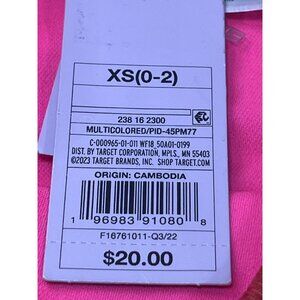 XS(0-2)
238 16 2300
MULTICOLORED/PID-45PM77
C-000965-01-011 WF18_50A01-0199
DIST. BY TARGET CORPORATION, MPLS., MN 55403
©2023 TARGET BRANDS, INC. SHOP TARGET.COM
ORIGIN: CAMBODIA
1 96983 91080 8
F16761011-Q3/22
$20.00